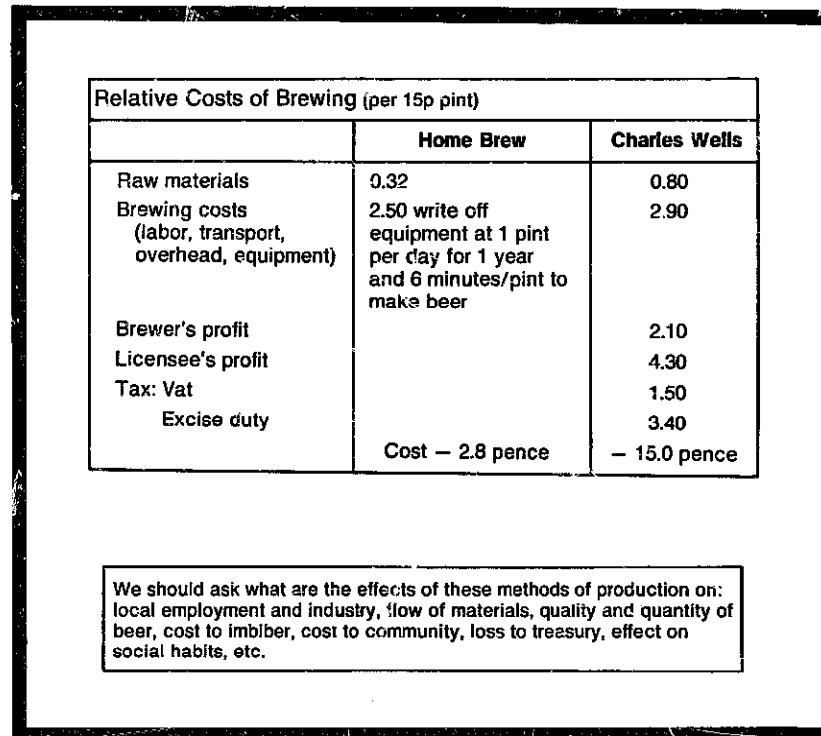 Relative Costs of Brewing (per 15p pint)
Home Brew Charles Wells
Raw materials 0.32 0.80
Brewing costs 2.50 write off 2.90
(labor, transport, equipment at 1 pint
overhead, equipment) per day for 1 year
and 6 minutes/pint to
make beer
Brewer's profit 2.10
Licensee's profit 4.30
Tax: Vat 1.50
Excise duty 3.40
Cost — 2.8 pence — 15.0 pence
We should ask what are the effects of these methods of production on:
local employment and industry, flow of materials, quality and quantity of
beer, cost to imbiber, cost to community, loss to treasury, effect on
social habits, etc.